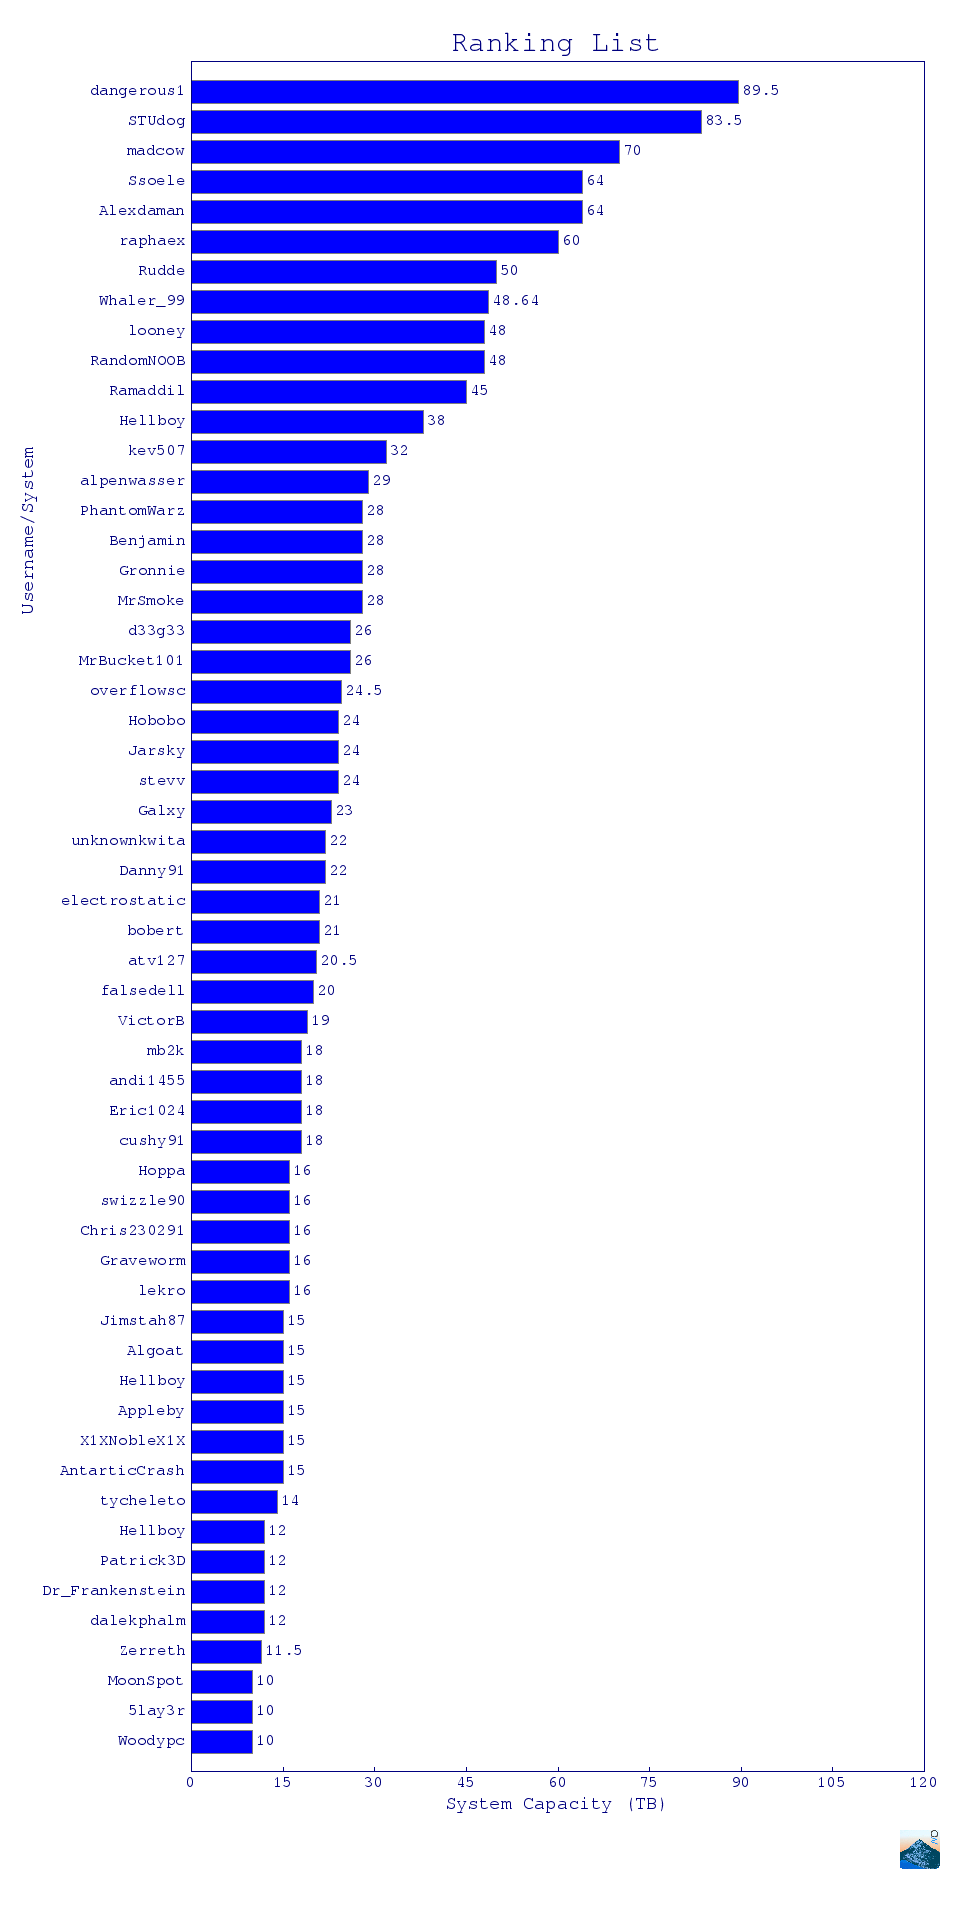 Ranking List
dangerous1 89.5
STUdog 83.5
madcow 70
Ssoele 64
Alexdaman 64
raphaex 60
Rudde 50
Whaler_99 48.64
looney 48
RandomNOOB 48
Ramaddil 45
Hellboy 38
kev507 32
alpenwasser 29
PhantomWarz 28
Benjamin 28
Gronnie 28
MrSmoke 28
d33g33 26
MrBucket101 26
overflowsc 24.5
Hobobo 24
Jarsky 24
stevv 24
Galxy 23
unknownkwita 22
Danny91 22
electrostatic 21
bobert 21
atv127 20.5
falsedell 20
VictorB 19
mb2k 18
andi1455 18
Eric1024 18
cushy91 18
Hoppa 16
swizzle90 16
Chris230291 16
Graveworm 16
lekro 16
Jimstah87 15
Algoat 15
Hellboy 15
Appleby 15
X1XNobleX1X 15
AntarticCrash 15
tycheleto 14
Hellboy 12
Patrick3D 12
Dr_Frankenstein 12
dalekphalm 12
Zerreth 11.5
MoonSpot 10
5lay3r 10
Woodypc 10
Username/System
0 15 30 45 60 75 90 105 120
System Capacity (TB)